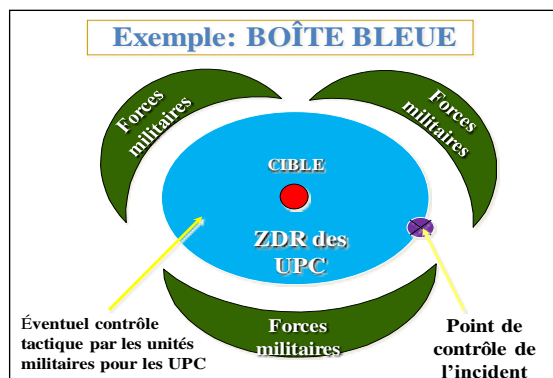 Exemple: BOÎTE BLEUE
Forces
militaires
Forces
militaires
CIBLE
ZDR des
UPC
Forces
militaires
Éventuel contrôle
tactique par les unités
militaires pour les UPC
Point de
contrôle de
l'incident